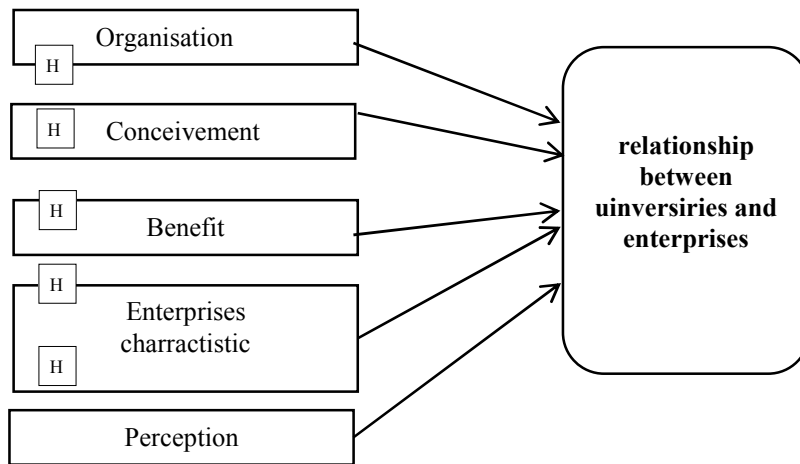 Organisation
H
H
Conceivement
H
Benefit
H
Enterprises
charractistic
H
Perception
relationship
between
uinversiries and
enterprises